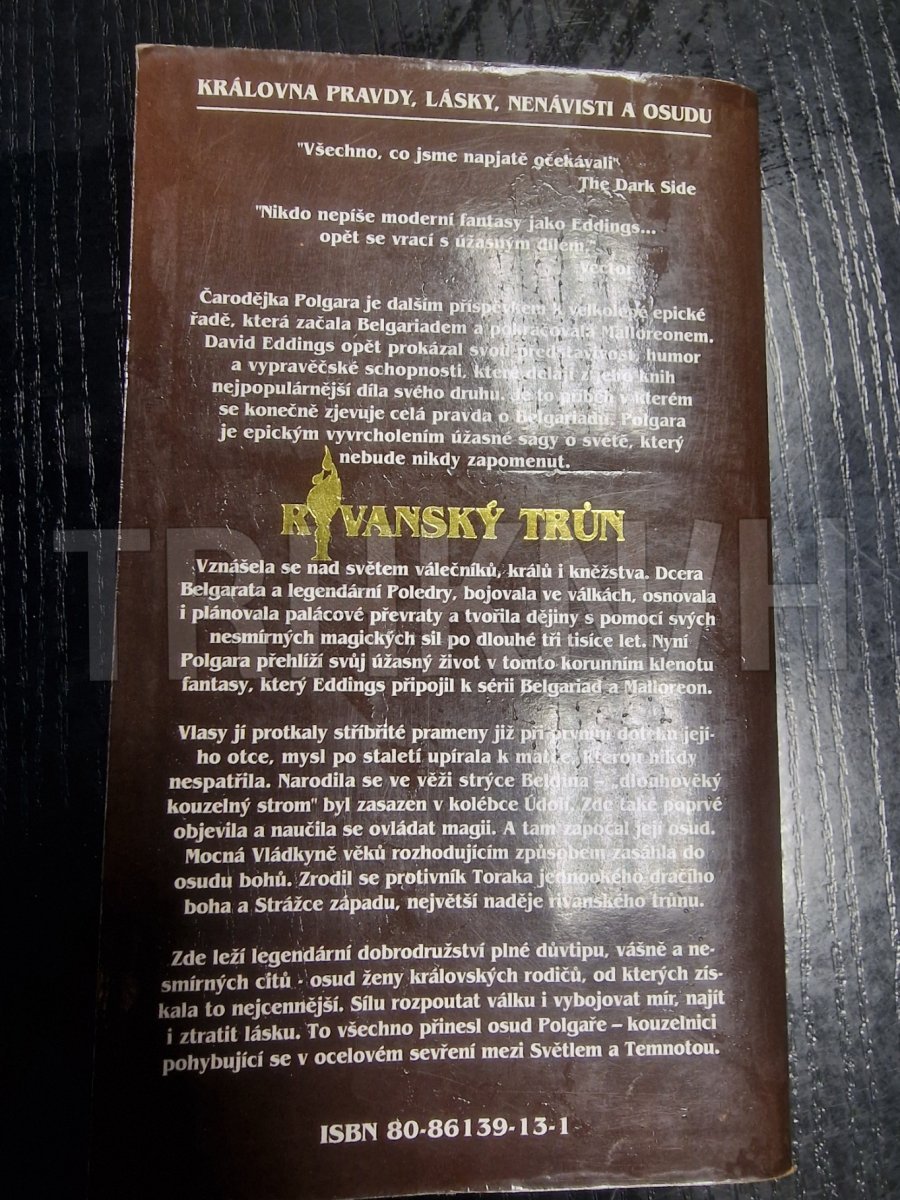 KRÁLOVNA PRAVDY, LÁSKY, NENÁVISTI A OSUDU
"Všechno, co jsme napjatě očekávali"
The Dark Side
"Nikdo nepíše moderní fantasy jako Eddings...
opět se vrací s úžasným dílem."
Vector
Čarodějka Polgara je dalším příspěvkem k velkolepé epické
řadě, která začala Belgariadem a pokračovala Malloreonem.
David Eddings opět prokázal svoji představivost, humor
a vypravěčské schopnosti, které dělají z jeho knih
nejpopulárnější díla svého druhu. Je to příběh v kterém
se konečně zjevuje celá pravda o Belgariadu. Polgara
je epickým vyvrcholením úžasné ságy o světě, který
nebude nikdy zapomenut.
RIVANSKÝ TRŮN
Vznášela se nad světem válečníků, králů i kněžstva. Dcera
Belgarata a legendární Poledry, bojovala ve válkách, osnovala
i plánovala palácové převraty a tvořila dějiny s pomocí svých
nesmírných magických sil po dlouhé tři tisíce let. Nyní
Polgara přehlíží svůj úžasný život v tomto korunním klenotu
fantasy, který Eddings připojil k sérii Belgariad a Malloreon.
Vlasy jí protkaly stříbřité prameny již při prvním doteku její-
ho otce, mysl po staletí upírala k matce, kterou nikdy
nespatřila. Narodila se ve věži strýce Beldina – „dlouhověký
kouzelný strom" byl zasazen v kolébce Údolí. Zde také poprvé
objevila a naučila se ovládat magii. A tam započal její osud.
Mocná Vládkyně věků rozhodujícím způsobem zasáhla do
osudu bohů. Zrodil se protivník Toraka jednookého dračího
boha a Strážce západu, největší naděje rivanského trůnu.
Zde leží legendární dobrodružství plné důvtipu, vášně a ne-
smírných citů - osud ženy královských rodičů, od kterých zís-
kala to nejcennější. Sílu rozpoutat válku i vybojovat mír, najít
i ztratit lásku. To všechno přinesl osud Polgaře – kouzelnici
pohybující se v ocelovém sevření mezi Světlem a Temnotou.
ISBN 80-86139-13-1